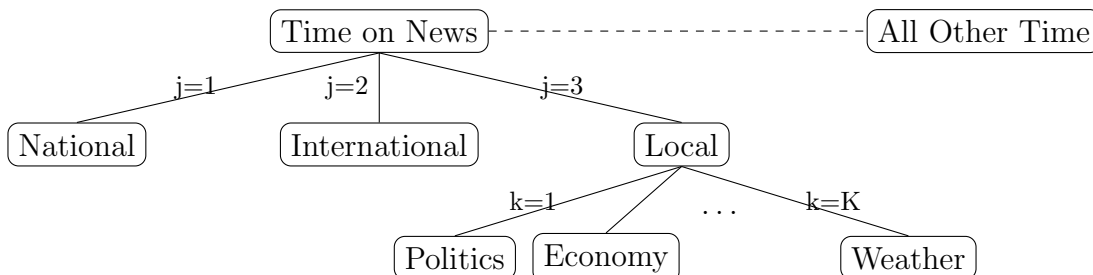 Time on News
All Other Time
j=1
j=2
j=3
National
International
Local
k=1
...
k=K
Politics
Economy
Weather